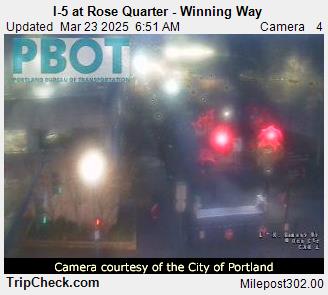 I-5 at Rose Quarter - Winning Way
Updated Mar 23 2025 6:51 AM Camera 4
PBOT
PORTLAND BUREAU OF TRANSPORTATION
Camera courtesy of the City of Portland
TripCheck.com Milepost302.00